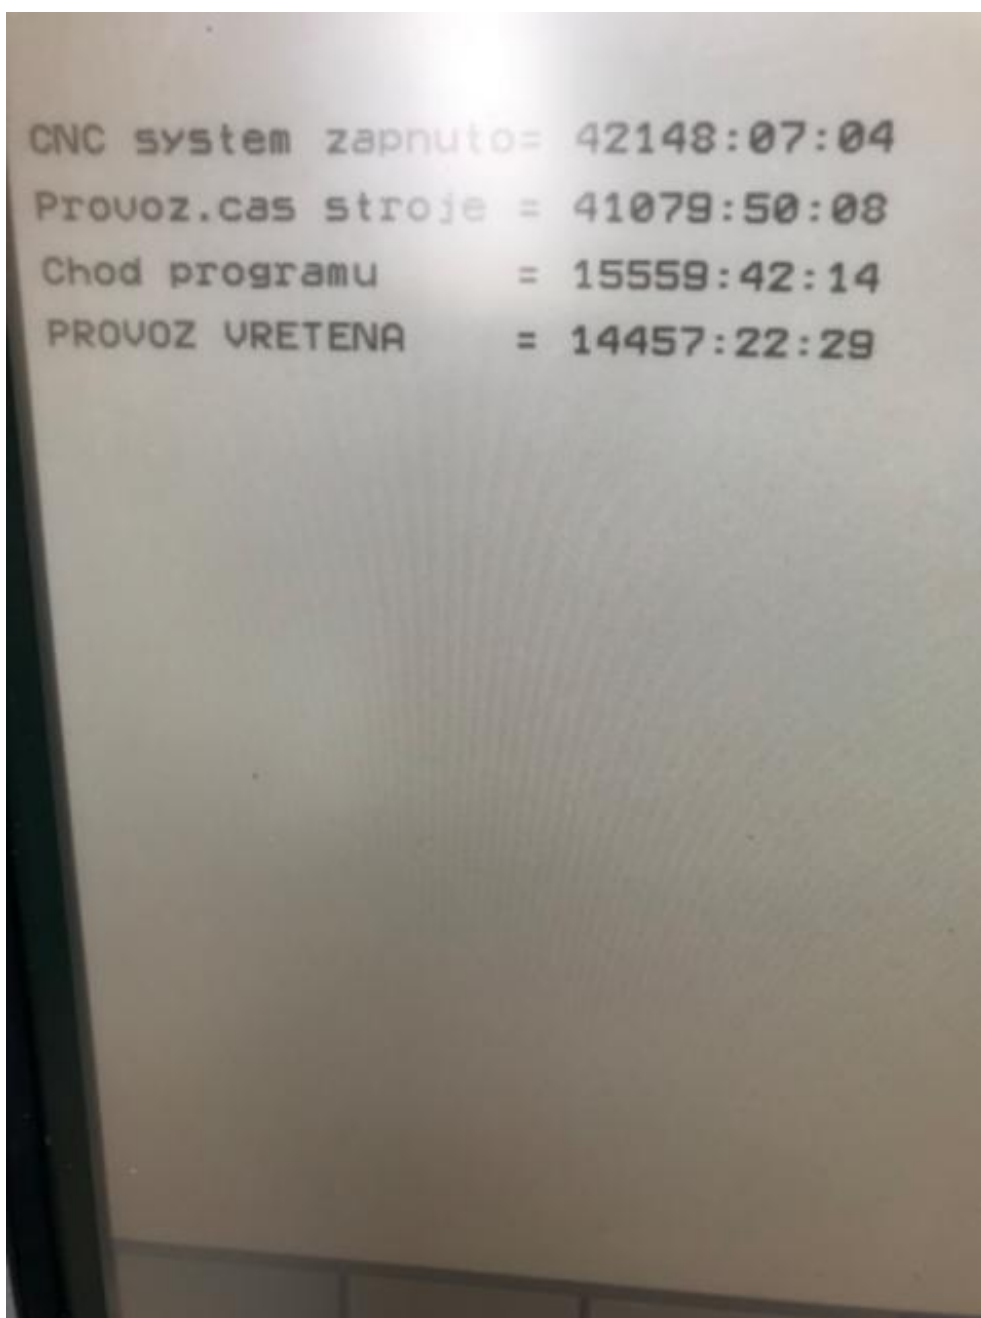 CNC system zapnuto= 42148:07:04
Provoz.cas stroje = 41079:50:08
Chod programu = 15559:42:14
PROVOZ VRETENA = 14457:22:29